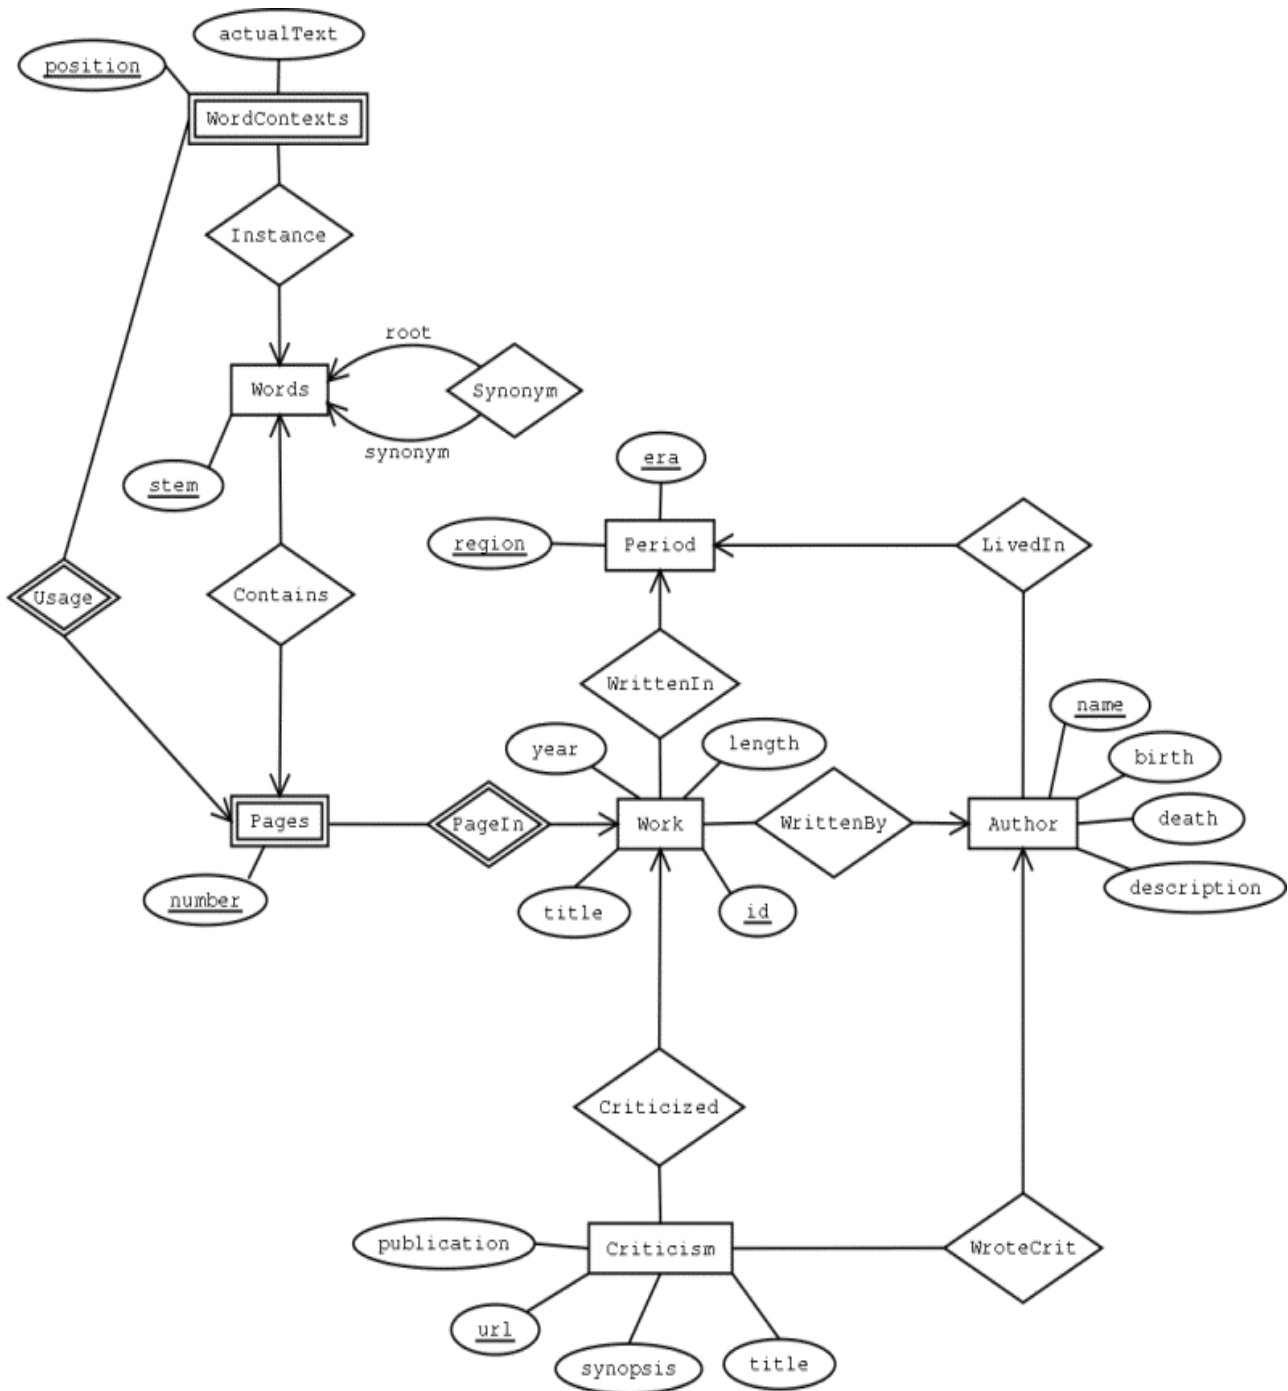 actualText
position
WordContexts
Instance
root
Words
Synonym
synonym
era
stem
region
Period
LivedIn
Usage
Contains
WrittenIn
name
year
length
birth
Pages
PageIn
Work
WrittenBy
Author
death
description
number
title
id
Criticized
publication
Criticism
WroteCrit
url
synopsis
title